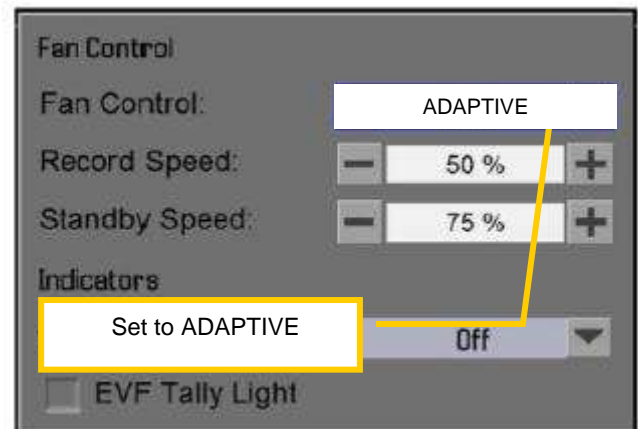 Fan Control
Fan Control: ADAPTIVE
Record Speed: 50 %
Standby Speed: 75 %
Indicators
Set to ADAPTIVE Off
EVF Tally Light